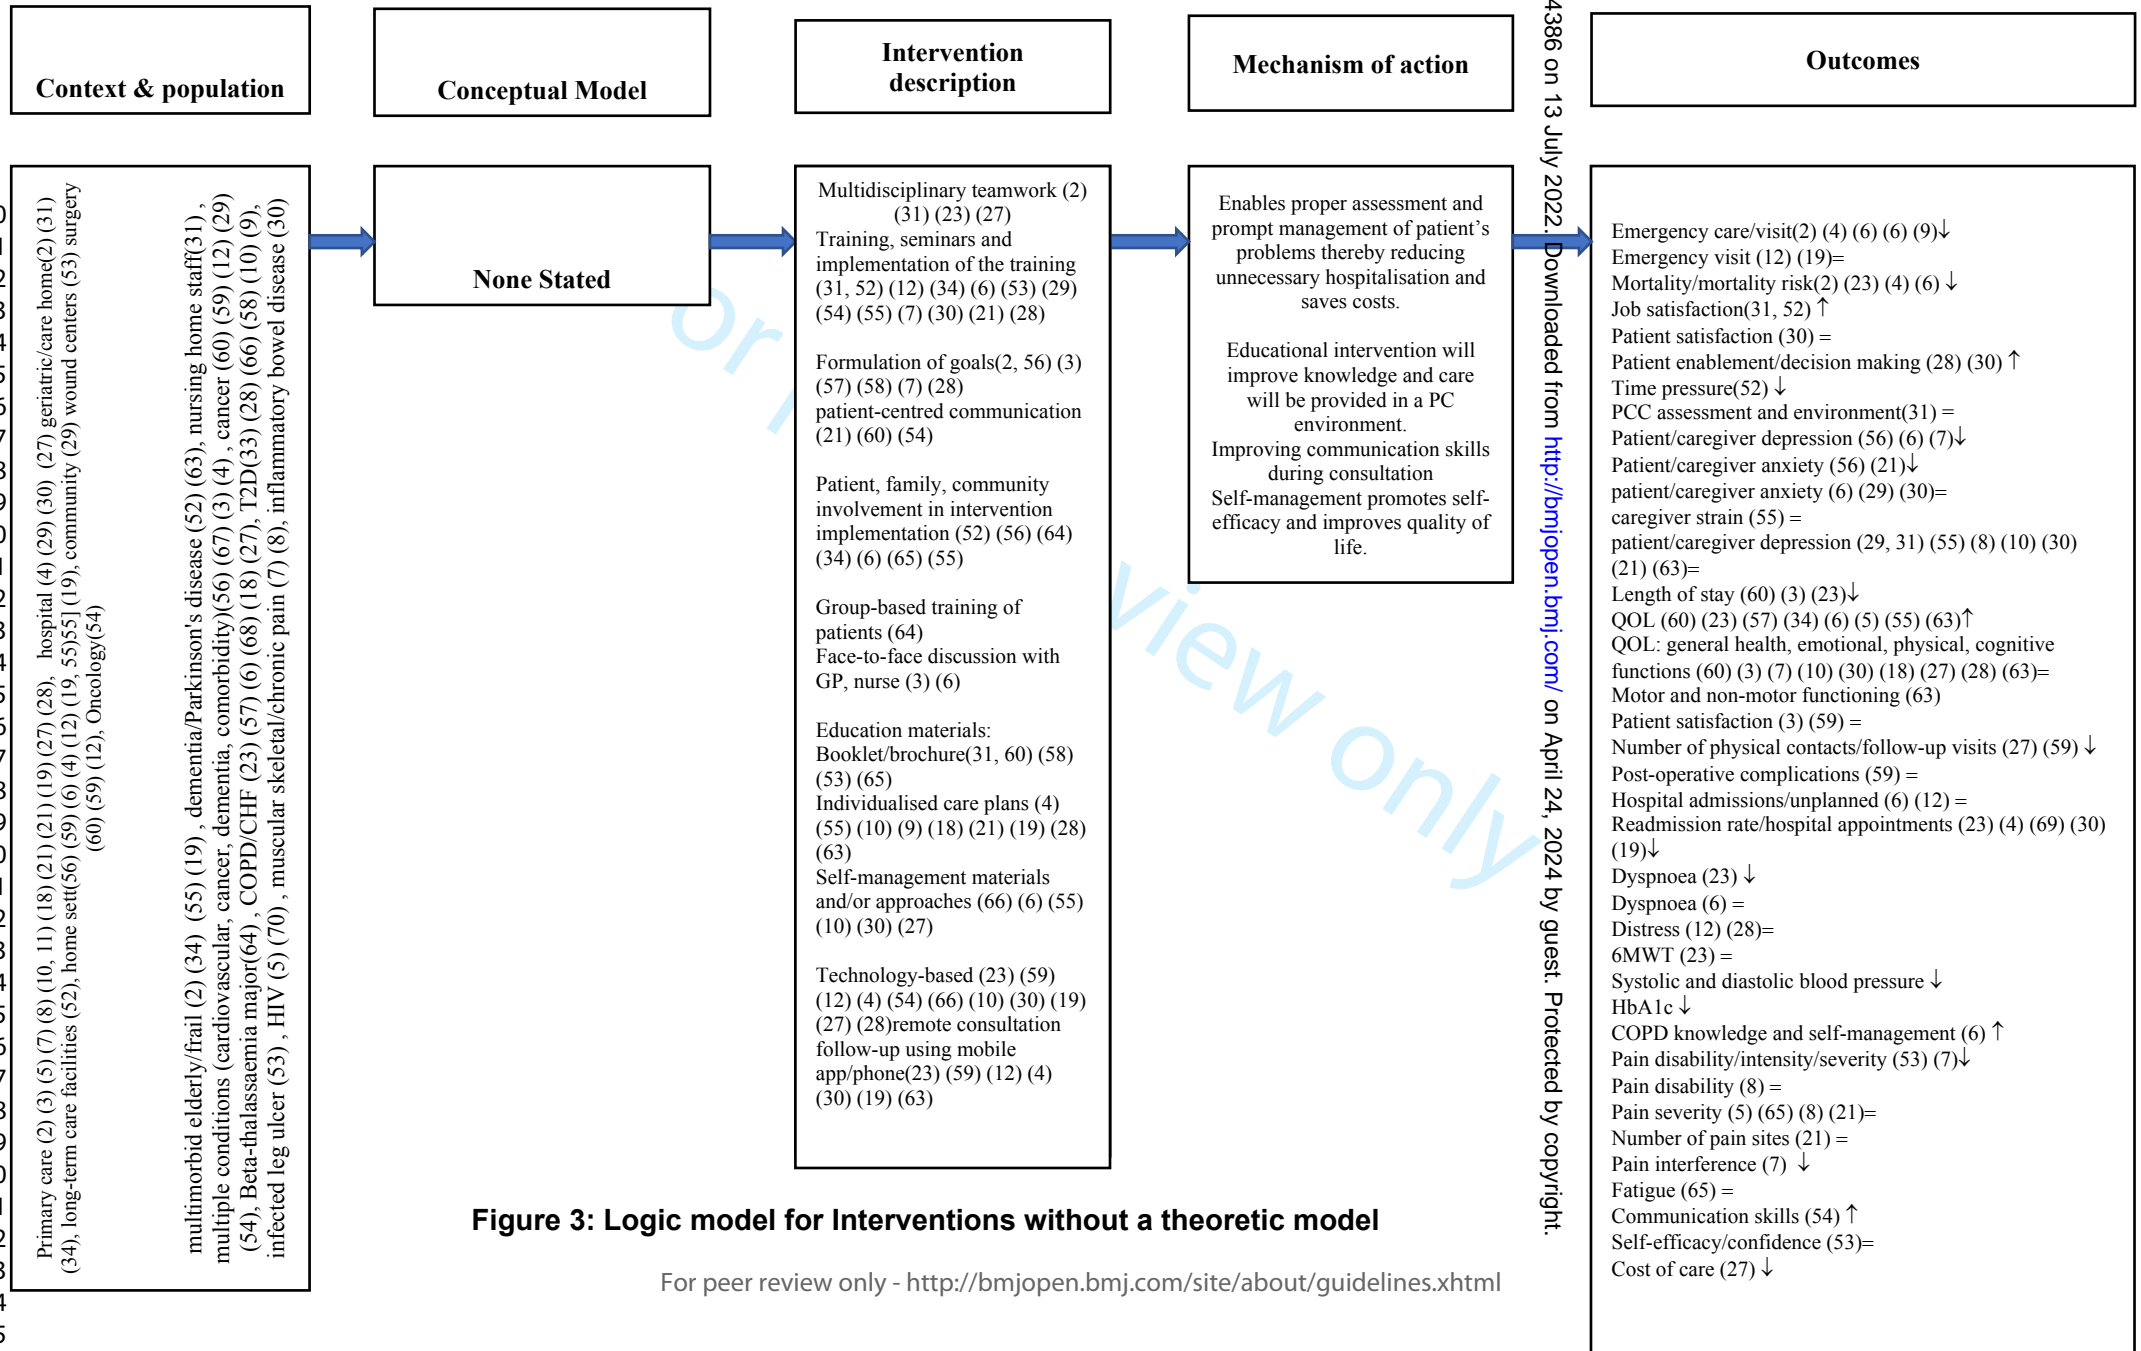 Context & population
Conceptual Model
Intervention
description
Mechanism of action
Outcomes
Primary care (2) (3) (5) (7) (8) (10, 11) (18) (21) (21) (19) (27) (28), hospital (4) (29) (30) (27) geriatric/care home(2) (31)
(34), long-term care facilities (52), home sett(56) (59) (6) (4) (12) (19, 55)55] (19), community (29) wound centers (53) surgery
(60) (59) (12), Oncology(54)
multimorbid elderly/frail (2) (34) (55) (19) , dementia/Parkinson's disease (52) (63), nursing home staff(31) ,
multiple conditions (cardiovascular, cancer, dementia, comorbidity)(56) (67) (3) (4) , cancer (60) (59) (12) (29)
(54), Beta-thalassaemia major(64) , COPD/CHF (23) (57) (6) (68) (18) (27), T2D(33) (28) (66) (58) (10) (9),
infected leg ulcer (53) , HIV (5) (70) , muscular skeletal/chronic pain (7) (8), inflammatory bowel disease (30)
None Stated
Multidisciplinary teamwork (2)
(31) (23) (27)
Training, seminars and
implementation of the training
(31, 52) (12) (34) (6) (53) (29)
(54) (55) (7) (30) (21) (28)
Formulation of goals(2, 56) (3)
(57) (58) (7) (28)
patient-centred communication
(21) (60) (54)
Patient, family, community
involvement in intervention
implementation (52) (56) (64)
(34) (6) (65) (55)
Group-based training of
patients (64)
Face-to-face discussion with
GP, nurse (3) (6)
Education materials:
Booklet/brochure(31, 60) (58)
(53) (65)
Individualised care plans (4)
(55) (10) (9) (18) (21) (19) (28)
(63)
Self-management materials
and/or approaches (66) (6) (55)
(10) (30) (27)
Technology-based (23) (59)
(12) (4) (54) (66) (10) (30) (19)
(27) (28)remote consultation
follow-up using mobile
app/phone(23) (59) (12) (4)
(30) (19) (63)
Enables proper assessment and
prompt management of patient's
problems thereby reducing
unnecessary hospitalisation and
saves costs.
Educational intervention will
improve knowledge and care
will be provided in a PC
environment.
Improving communication skills
during consultation
Self-management promotes self-
efficacy and improves quality of
life.
Emergency care/visit(2) (4) (6) (6) (9)↓
Emergency visit (12) (19)=
Mortality/mortality risk(2) (23) (4) (6) ↓
Job satisfaction(31, 52) ↑
Patient satisfaction (30) =
Patient enablement/decision making (28) (30) ↑
Time pressure(52) ↓
PCC assessment and environment(31) =
Patient/caregiver depression (56) (6) (7)↓
Patient/caregiver anxiety (56) (21)↓
patient/caregiver anxiety (6) (29) (30)=
caregiver strain (55) =
patient/caregiver depression (29, 31) (55) (8) (10) (30)
(21) (63)=
Length of stay (60) (3) (23)↓
QOL (60) (23) (57) (34) (6) (5) (55) (63)↑
QOL: general health, emotional, physical, cognitive
functions (60) (3) (7) (10) (30) (18) (27) (28) (63)=
Motor and non-motor functioning (63)
Patient satisfaction (3) (59) =
Number of physical contacts/follow-up visits (27) (59) ↓
Post-operative complications (59) =
Hospital admissions/unplanned (6) (12) =
Readmission rate/hospital appointments (23) (4) (69) (30)
(19)↓
Dyspnoea (23) ↓
Dyspnoea (6) =
Distress (12) (28)=
6MWT (23) =
Systolic and diastolic blood pressure ↓
HbA1c ↓
COPD knowledge and self-management (6) ↑
Pain disability/intensity/severity (53) (7)↓
Pain disability (8) =
Pain severity (5) (65) (8) (21)=
Number of pain sites (21) =
Pain interference (7) ↓
Fatigue (65) =
Communication skills (54) ↑
Self-efficacy/confidence (53)=
Cost of care (27) ↓
4386 on 13 July 2022. Downloaded from http://bmjopen.bmj.com/ on April 24, 2024 by guest. Protected by copyright.
view only
Figure 3: Logic model for Interventions without a theoretic model
For peer review only - http://bmjopen.bmj.com/site/about/guidelines.xhtml